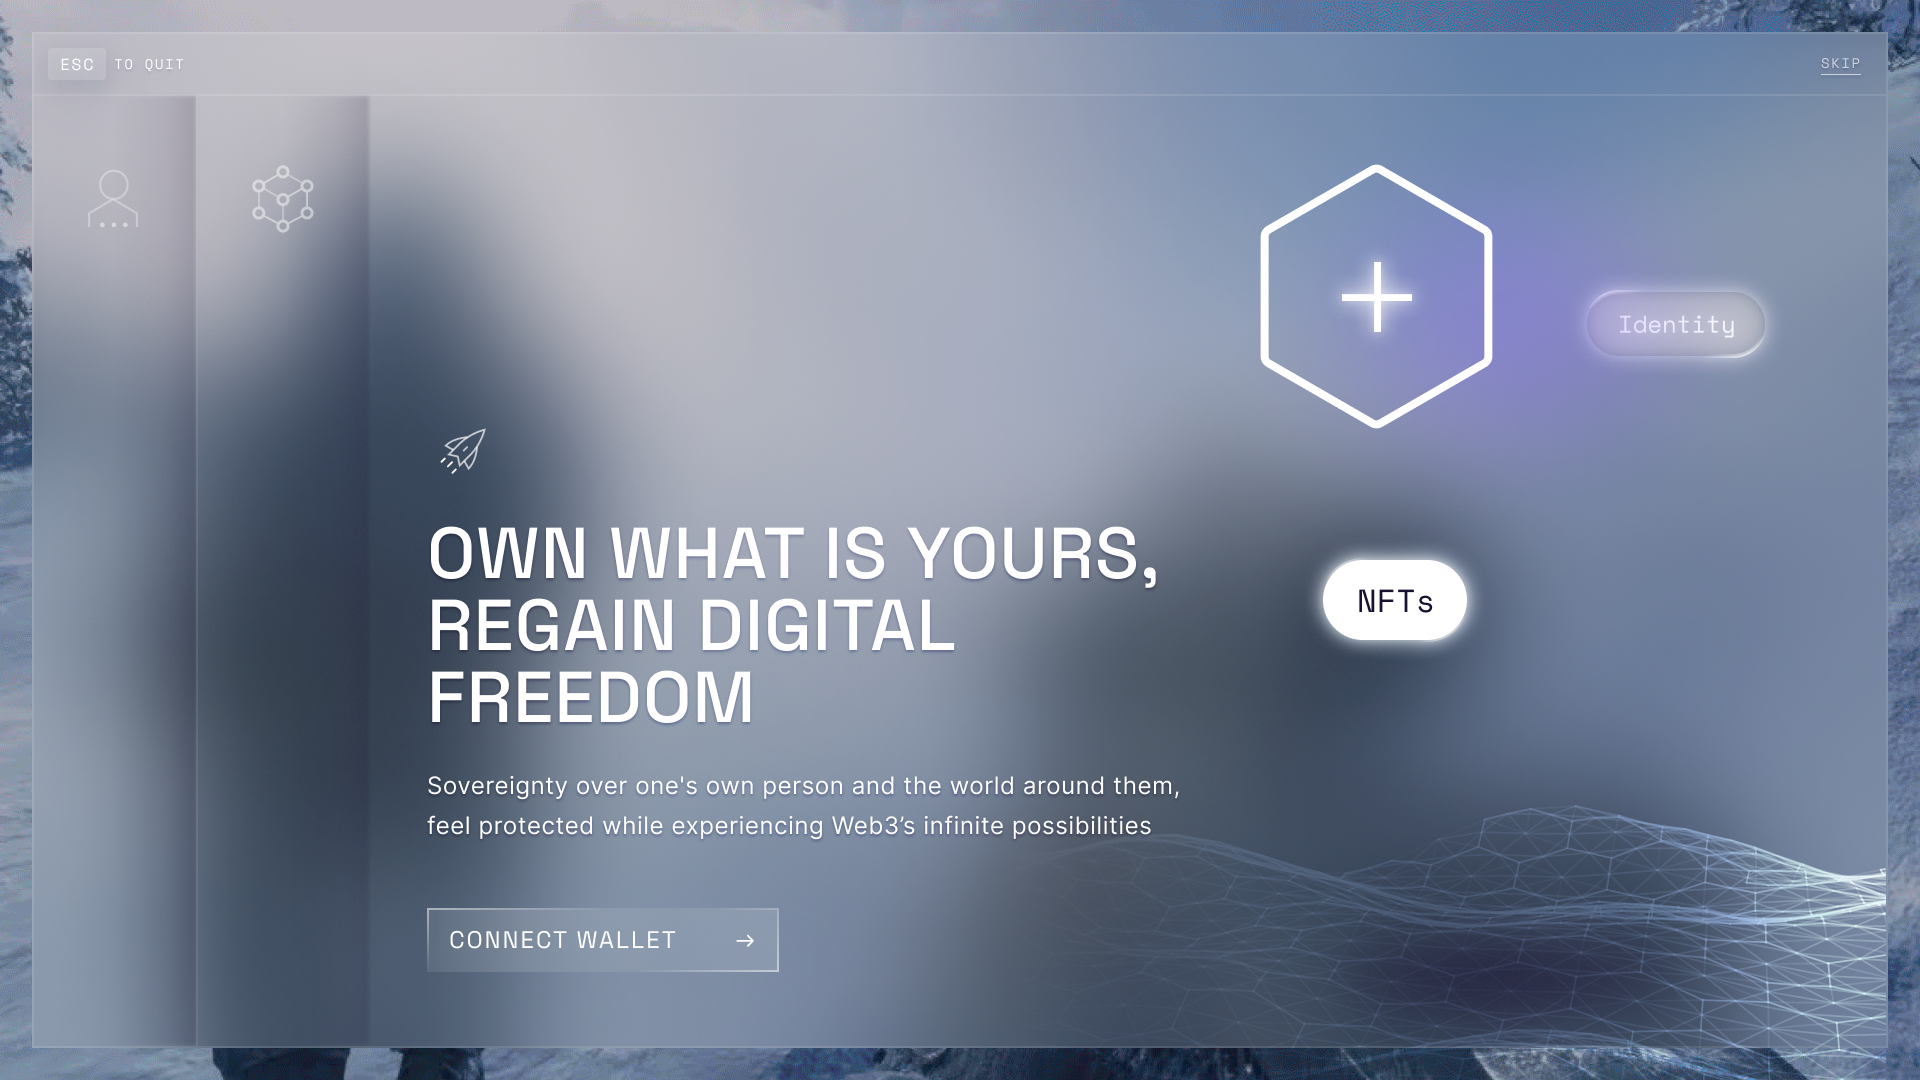 ESC TO QUIT
SKIP
Identity
OWN WHAT IS YOURS,
REGAIN DIGITAL
FREEDOM
NFTs
Sovereignty over one's own person and the world around them,
feel protected while experiencing Web3’s infinite possibilities
CONNECT WALLET →